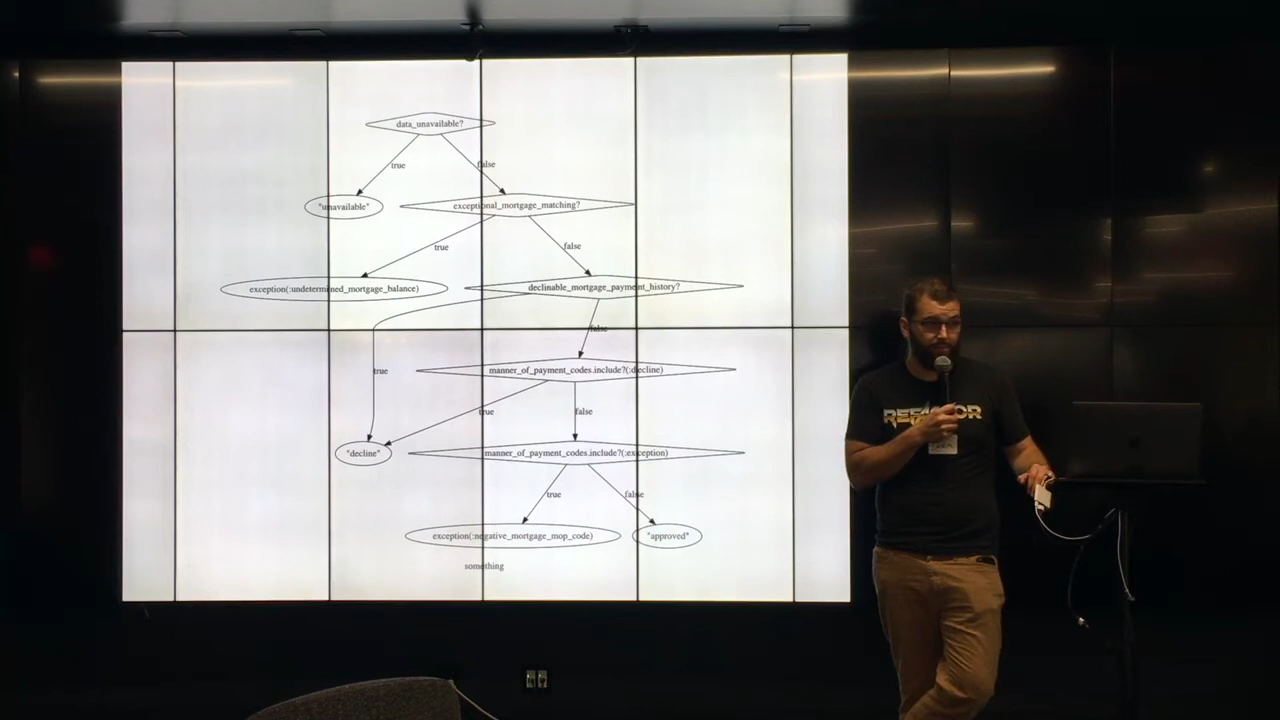 data_unavailable?
true
false
"unavailable"
exceptional_mortgage_matching?
true
false
exception(:undetermined_mortgage_balance)
declinable_mortgage_payment_history?
false
true
manner_of_payment_codes.include?(:decline)
true
false
"decline"
manner_of_payment_codes.include?(:exception)
true
false
exception(:negative_mortgage_mop_code)
"approved"
something
REFACTOR